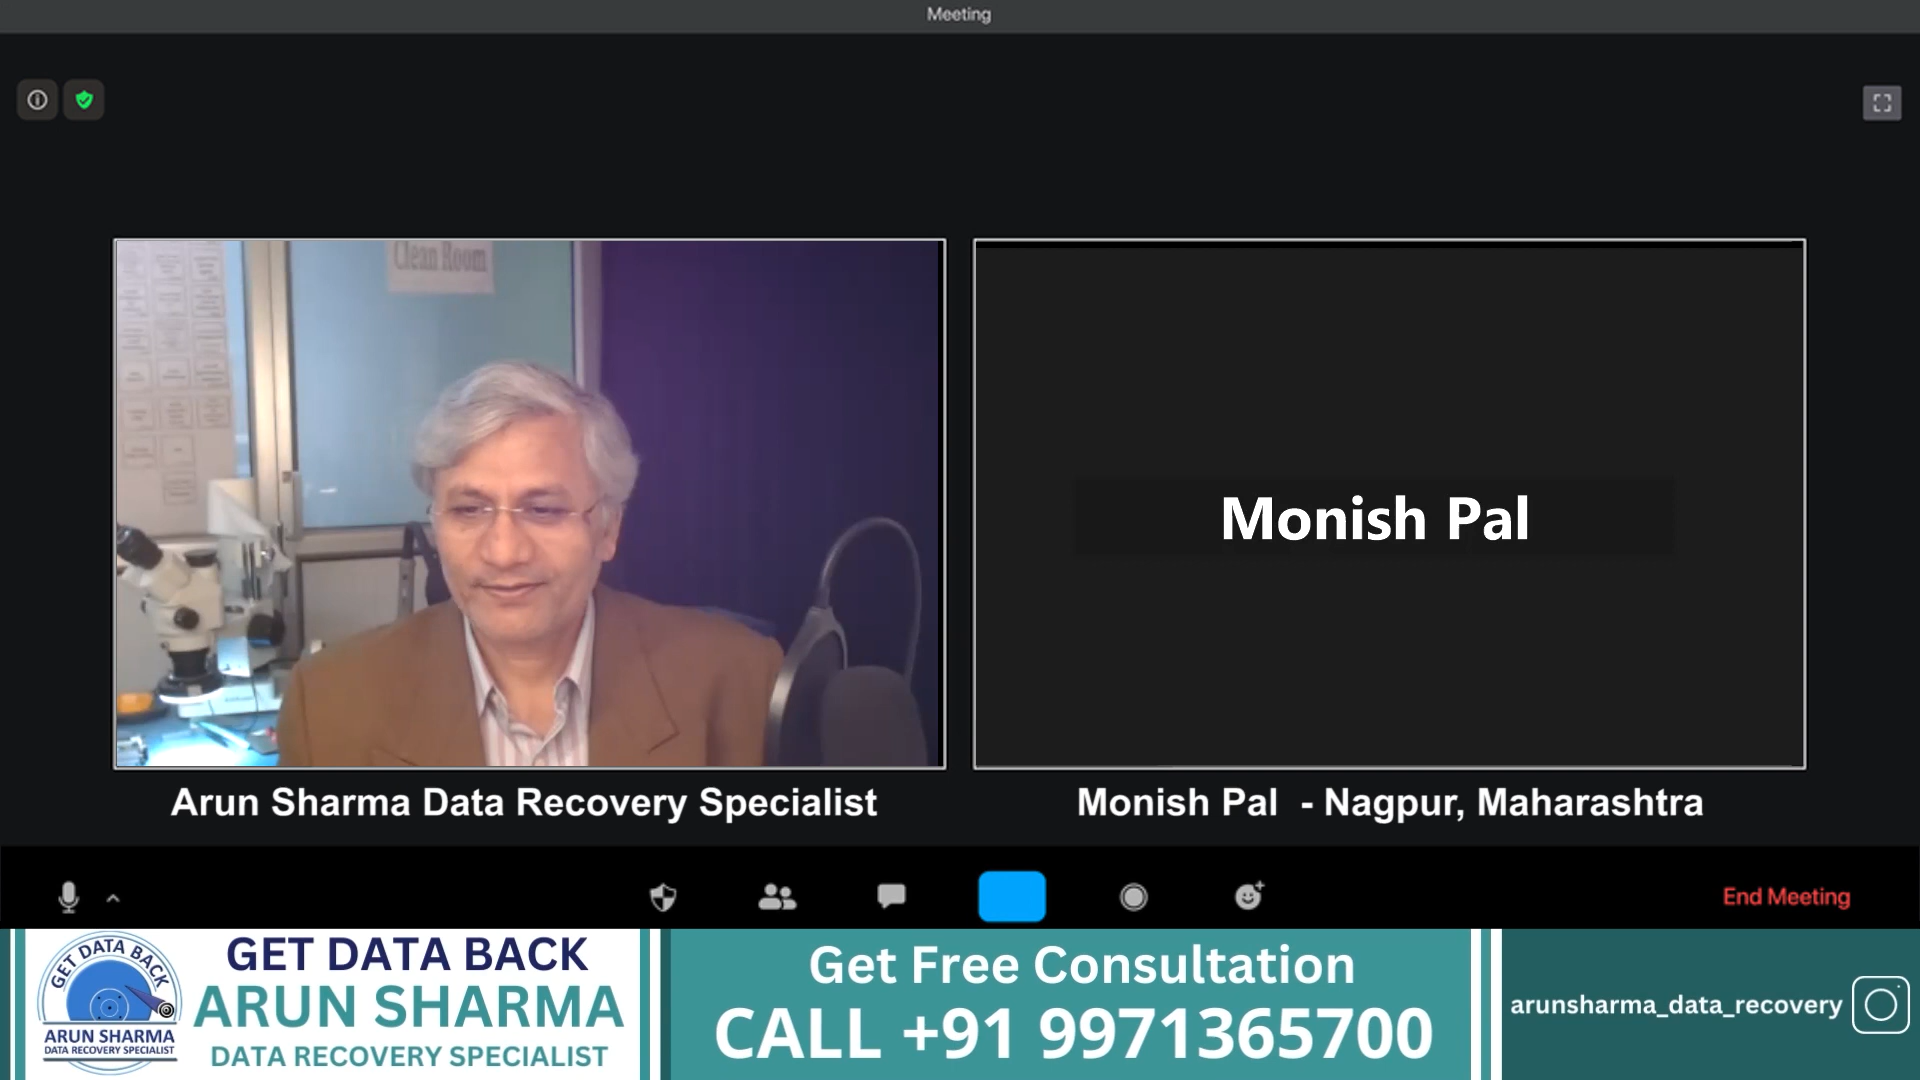 Meeting
Clean Room
Monish Pal
Arun Sharma Data Recovery Specialist
Monish Pal - Nagpur, Maharashtra
End Meeting
GET DATA BACK
ARUN SHARMA
DATA RECOVERY SPECIALIST
GET DATA BACK
ARUN SHARMA
DATA RECOVERY SPECIALIST
Get Free Consultation
CALL +91 9971365700
arunsharma_data_recovery